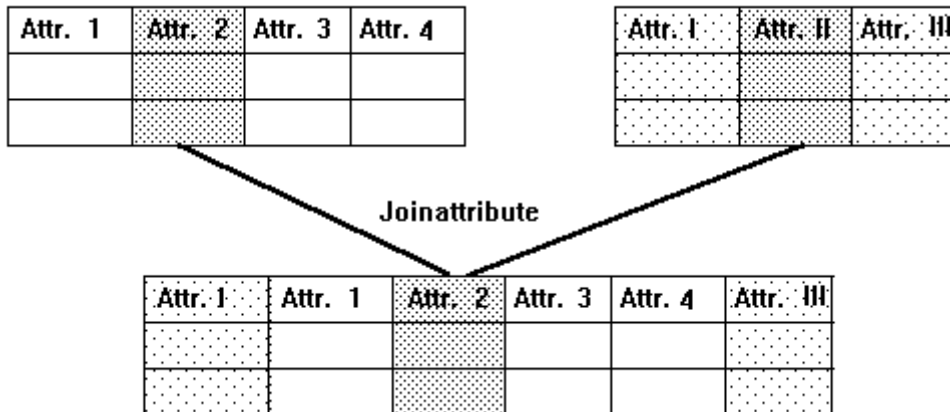 Attr. 1 Attr. 2 Attr. 3 Attr. 4
Attr. I Attr. II Attr. III
Joinattribute
Attr. I Attr. 1 Attr. 2 Attr. 3 Attr. 4 Attr. III